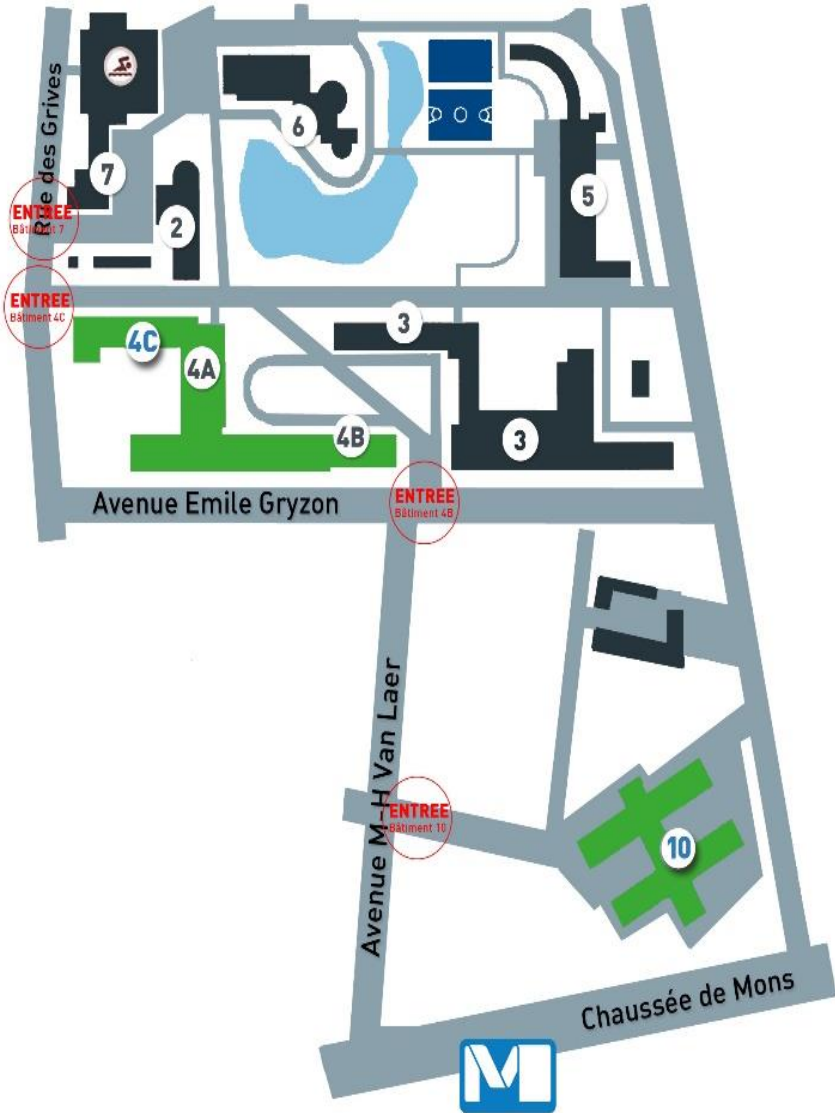 Rue des Grives
6
7
5
2
ENTREE
Bâtiment 7
ENTREE
Bâtiment 4C
3
4C
4A
4B
3
Avenue Emile Gryzon
ENTREE
Bâtiment 4B
Avenue M-H Van Laer
ENTREE
Bâtiment 10
10
Chaussée de Mons
M